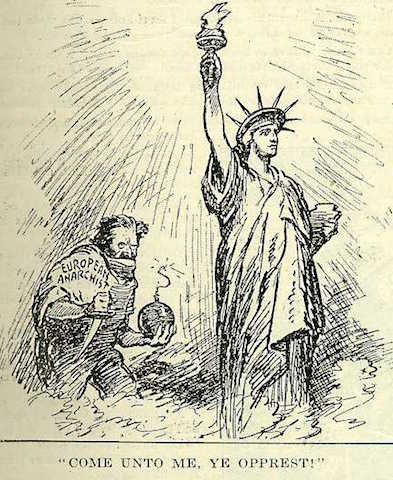 EUROPEAN
ANARCHIST
"COME UNTO ME, YE OPPREST!"